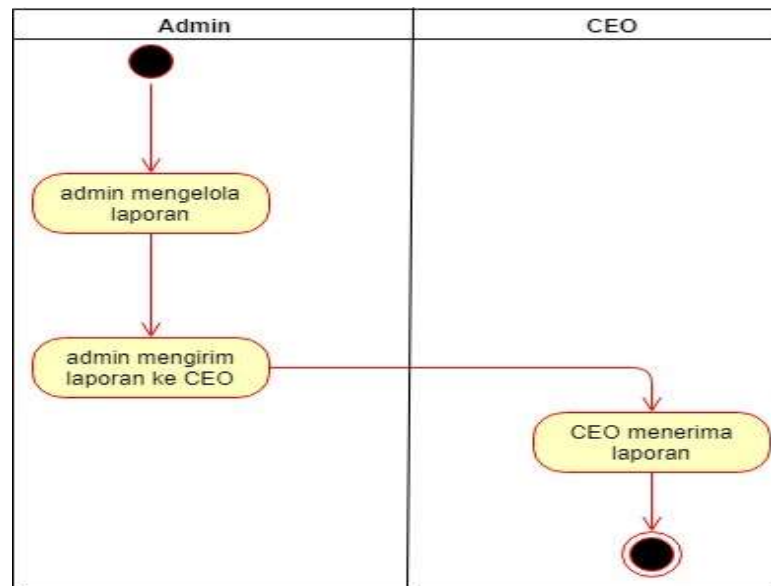 Admin
CEO
admin mengelola
laporan
admin mengirim
laporan ke CEO
CEO menerima
laporan